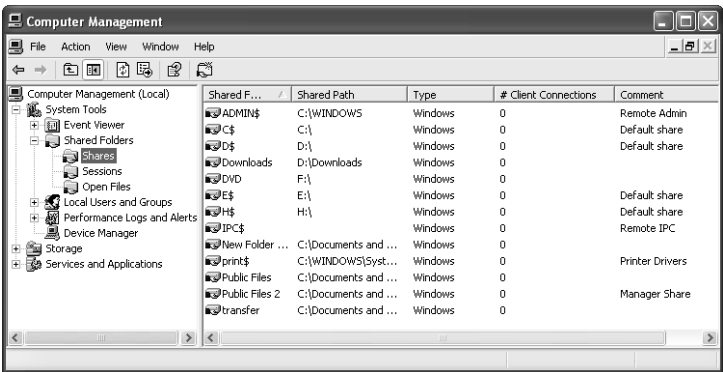 Computer Management
File Action View Window Help
Computer Management (Local)
System Tools
Event Viewer
Shared Folders
Shares
Sessions
Open Files
Local Users and Groups
Performance Logs and Alerts
Device Manager
Storage
Services and Applications
Shared F... Shared Path Type # Client Connections Comment
ADMIN$ C:\WINDOWS Windows 0 Remote Admin
C$ C:\ Windows 0 Default share
D$ D:\ Windows 0 Default share
Downloads D:\Downloads Windows 0
DVD F:\ Windows 0
E$ E:\ Windows 0 Default share
H$ H:\ Windows 0 Default share
IPC$ Windows 0 Remote IPC
New Folder ... C:\Documents and ... Windows 0
print$ C:\WINDOWS\Syst... Windows 0 Printer Drivers
Public Files C:\Documents and ... Windows 0
Public Files 2 C:\Documents and ... Windows 0 Manager Share
transfer C:\Documents and ... Windows 0